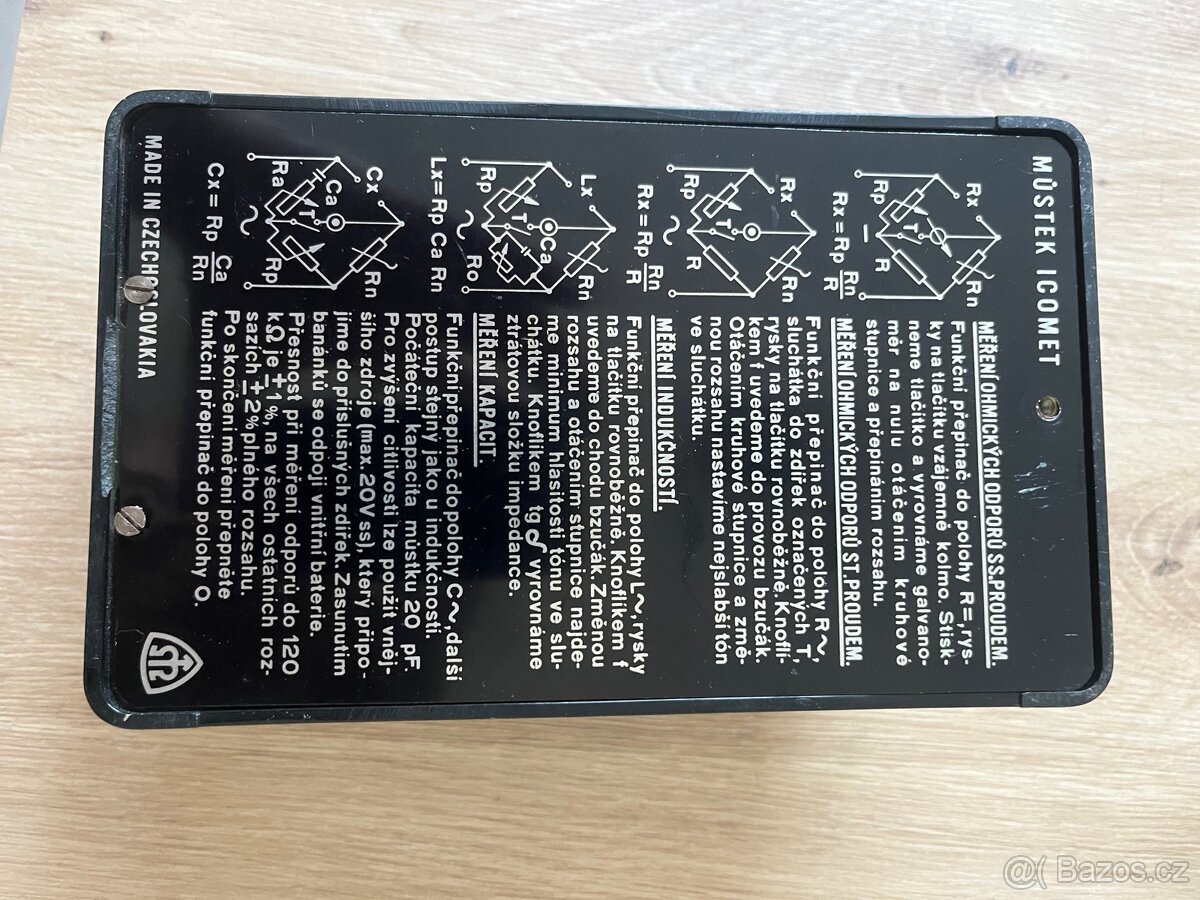 MŮSTEK ICOMET
Rx
Rn
Rp
T
R
Rx = Rp Rn/R
MĚŘENÍ OHMICKÝCH ODPORŮ SS. PROUDEM
Funkční přepínač do polohy R=, rys-
ky na tlačítku vzájemně kolmo. Stisk-
neme tlačítko a vyrovnáme galvano-
měr na nulu otáčením kruhové
stupnice a přepínáním rozsahu.
Rx
Rn
Rp
T
R
Rx = Rp Rn/R
MĚŘENÍ OHMICKÝCH ODPORŮ ST. PROUDEM.
Funkční přepínač do polohy R~,
sluchátka do zdířek označených T,
rysky na tlačítku rovnoběžně. Knoflí-
kem f uvedeme do provozu bzučák.
Otáčením kruhové stupnice a změ-
nou rozsahu nastavíme nejslabší tón
ve sluchátku.
Lx
Rn
Rp
T
Ca
Ro
Lx = Rp Ca Rn
MĚŘENÍ INDUKČNOSTÍ.
Funkční přepínač do polohy L~, rysky
na tlačítku rovnoběžně. Knoflíkem f
uvedeme do chodu bzučák. Změnou
rozsahu a otáčením stupnice najde-
me minimum hlasitosti tónu ve slu-
chátku. Knoflíkem tg δ vyrovnáme
ztrátovou složku impedance.
Cx
Rn
Ra
Ca
T
Rp
Cx = Rp Ca/Rn
MĚŘENÍ KAPACIT.
Funkční přepínač do polohy C~, další
postup stejný jako u indukčnosti.
Počáteční kapacita můstku 20 pF.
Pro zvýšení citlivosti lze použít vněj-
šího zdroje (max. 20V ss), který připo-
jíme do příslušných zdířek. Zasunutím
banánků se odpojí vnitřní baterie.
Přesnost při měření odporů do 120
kΩ je ±1%, na všech ostatních roz-
sazích ±2% plného rozsahu.
Po skončení měření přepněte
funkční přepínač do polohy O.
MADE IN CZECHOSLOVAKIA
@( Bazos.cz